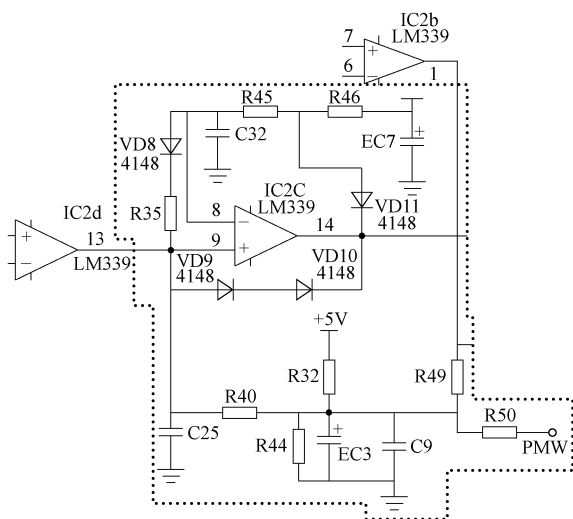 IC2b
LM339
7
6
1
R45
R46
C32
EC7
VD8
4148
IC2C
LM339
R35
8
9
14
VD11
4148
IC2d
13
LM339
VD9
4148
VD10
4148
+5V
R32
R49
R40
R50
C25
R44
EC3
C9
PMW